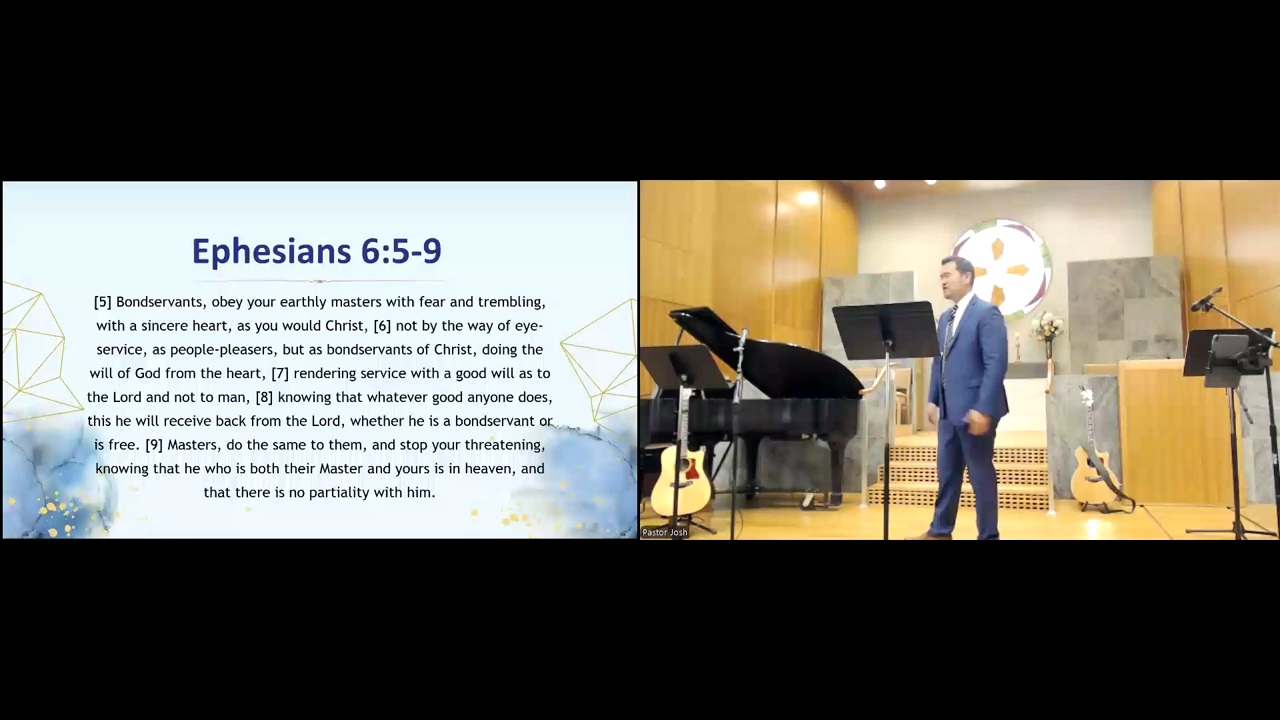 Ephesians 6:5-9
[5] Bondservants, obey your earthly masters with fear and trembling,
with a sincere heart, as you would Christ, [6] not by the way of eye-
service, as people-pleasers, but as bondservants of Christ, doing the
will of God from the heart, [7] rendering service with a good will as to
the Lord and not to man, [8] knowing that whatever good anyone does,
this he will receive back from the Lord, whether he is a bondservant or
is free. [9] Masters, do the same to them, and stop your threatening,
knowing that he who is both their Master and yours is in heaven, and
that there is no partiality with him.
Pastor Josh